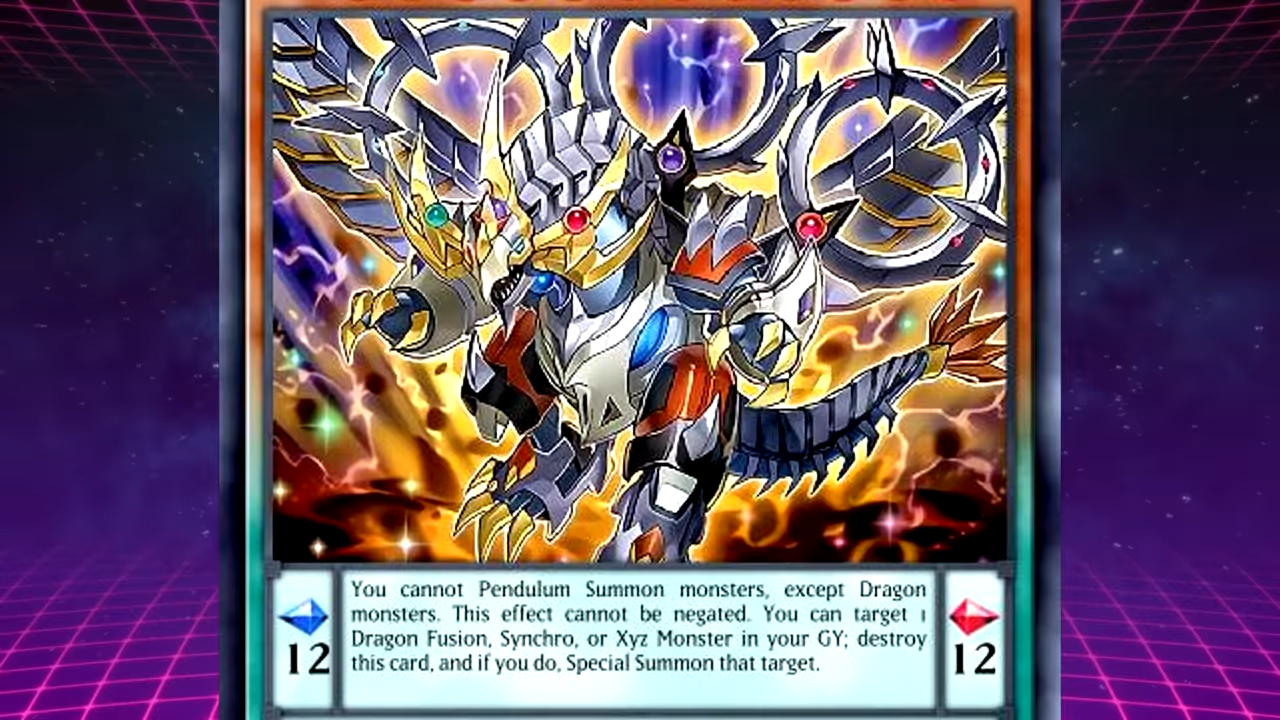 You cannot Pendulum Summon monsters, except Dragon
monsters. This effect cannot be negated. You can target 1
Dragon Fusion, Synchro, or Xyz Monster in your GY; destroy
this card, and if you do, Special Summon that target.
12
12